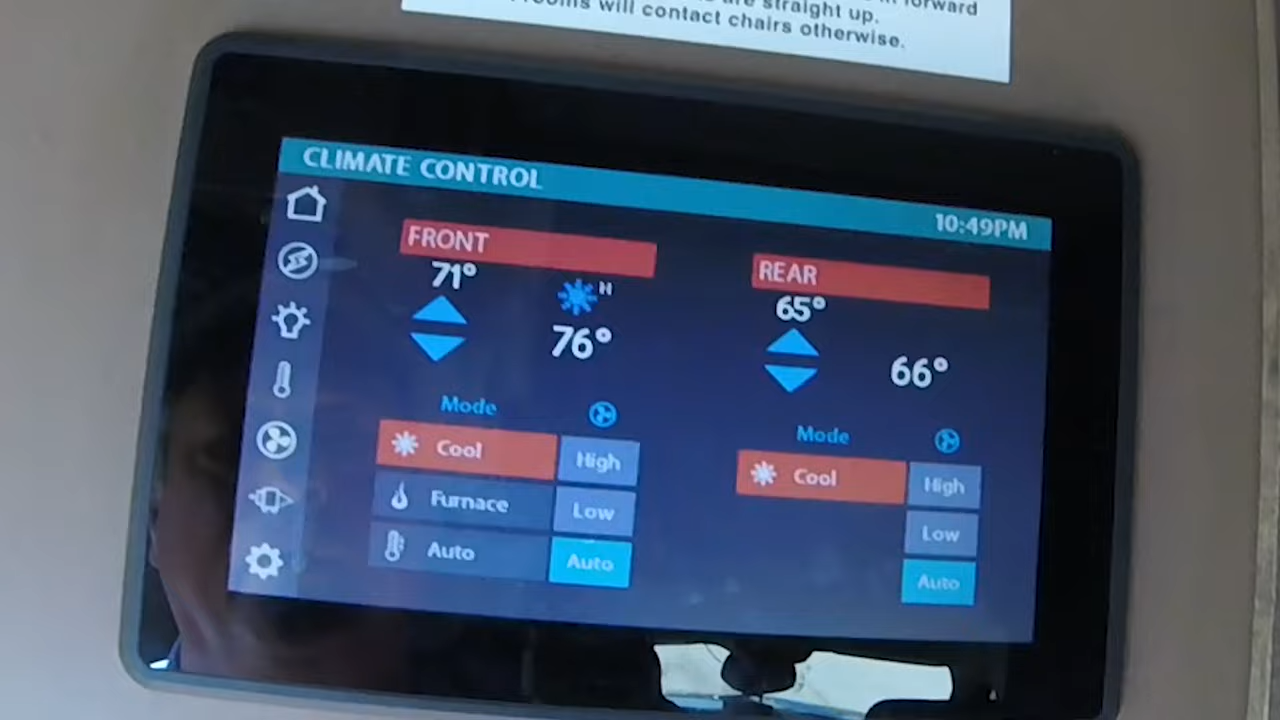 forward
are straight up.
will contact chairs otherwise.
CLIMATE CONTROL
10:49PM
FRONT
71°
H
76°
Mode
Cool
High
Furnace
Low
Auto
Auto
REAR
65°
66°
Mode
Cool
High
Low
Auto